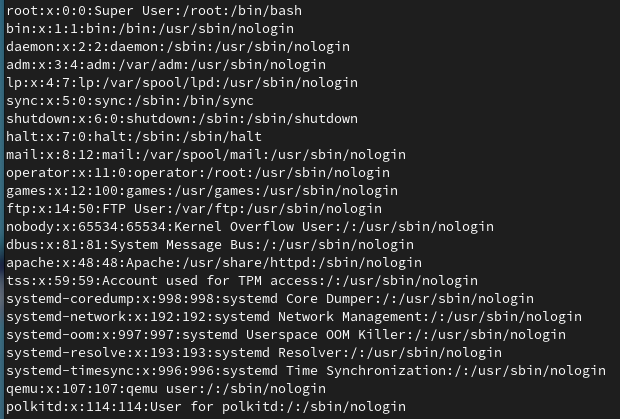 root:x:0:0:Super User:/root:/bin/bash
bin:x:1:1:bin:/bin:/usr/sbin/nologin
daemon:x:2:2:daemon:/sbin:/usr/sbin/nologin
adm:x:3:4:adm:/var/adm:/usr/sbin/nologin
lp:x:4:7:lp:/var/spool/lpd:/usr/sbin/nologin
sync:x:5:0:sync:/sbin:/bin/sync
shutdown:x:6:0:shutdown:/sbin:/sbin/shutdown
halt:x:7:0:halt:/sbin:/sbin/halt
mail:x:8:12:mail:/var/spool/mail:/usr/sbin/nologin
operator:x:11:0:operator:/root:/usr/sbin/nologin
games:x:12:100:games:/usr/games:/usr/sbin/nologin
ftp:x:14:50:FTP User:/var/ftp:/usr/sbin/nologin
nobody:x:65534:65534:Kernel Overflow User:/:/usr/sbin/nologin
dbus:x:81:81:System Message Bus:/:/usr/sbin/nologin
apache:x:48:48:Apache:/usr/share/httpd:/sbin/nologin
tss:x:59:59:Account used for TPM access:/:/usr/sbin/nologin
systemd-coredump:x:998:998:systemd Core Dumper:/:/usr/sbin/nologin
systemd-network:x:192:192:systemd Network Management:/:/usr/sbin/nologin
systemd-oom:x:997:997:systemd Userspace OOM Killer:/:/usr/sbin/nologin
systemd-resolve:x:193:193:systemd Resolver:/:/usr/sbin/nologin
systemd-timesync:x:996:996:systemd Time Synchronization:/:/usr/sbin/nologin
qemu:x:107:107:qemu user:/:/sbin/nologin
polkitd:x:114:114:User for polkitd:/:/sbin/nologin